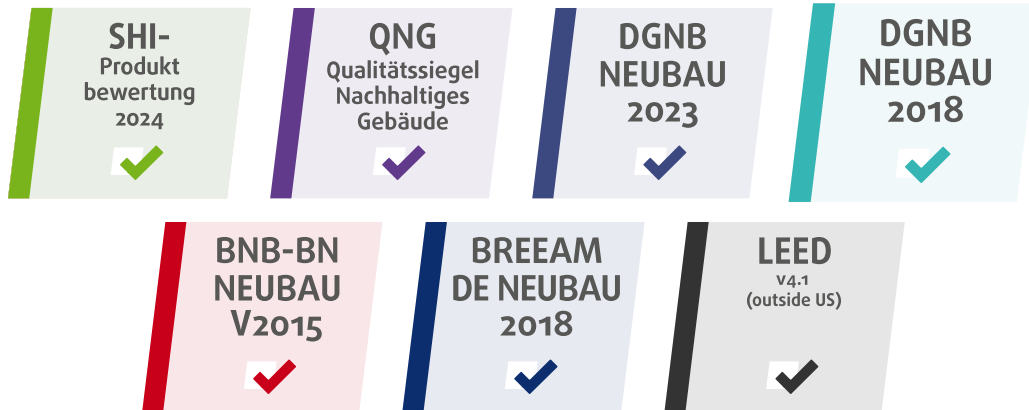 SHI-
Produkt
bewertung
2024
QNG
Qualitätssiegel
Nachhaltiges
Gebäude
DGNB
NEUBAU
2023
DGNB
NEUBAU
2018
BNB-BN
NEUBAU
V2015
BREEAM
DE NEUBAU
2018
LEED
v4.1
(outside US)